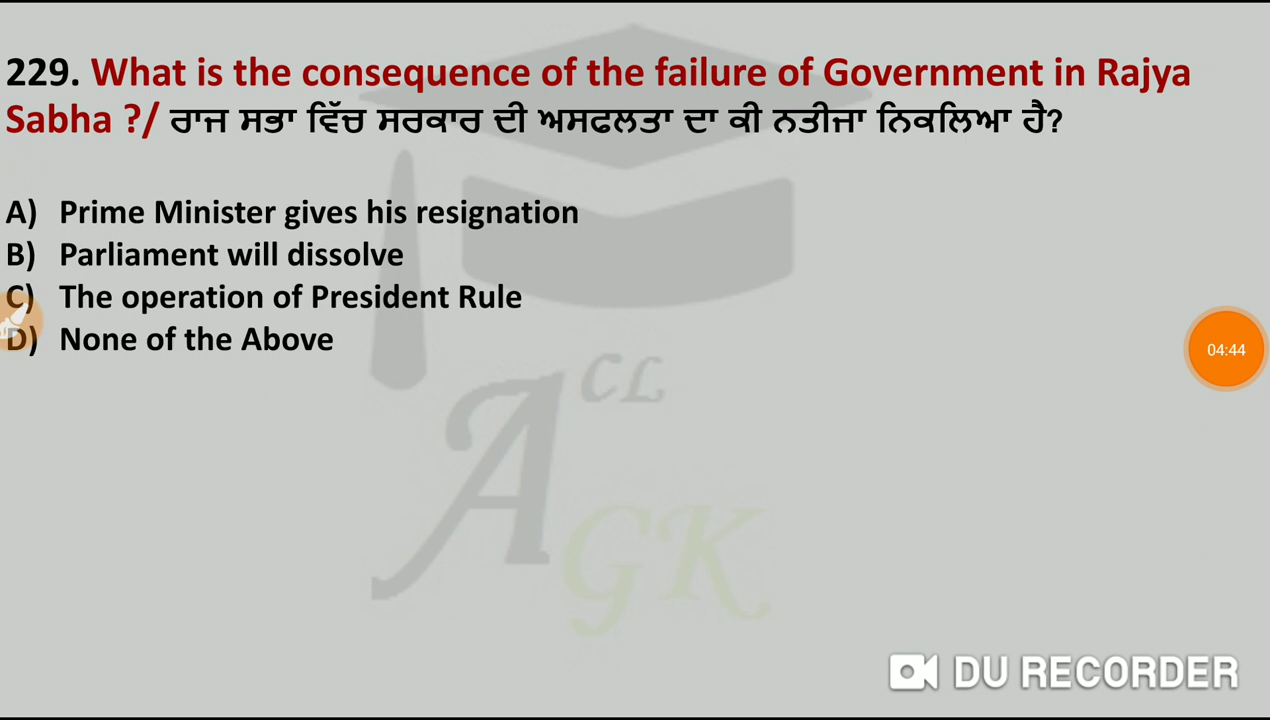 229. What is the consequence of the failure of Government in Rajya
Sabha ?/ ਰਾਜ ਸਭਾ ਵਿੱਚ ਸਰਕਾਰ ਦੀ ਅਸਫਲਤਾ ਦਾ ਕੀ ਨਤੀਜਾ ਨਿਕਲਿਆ ਹੈ?
A) Prime Minister gives his resignation
B) Parliament will dissolve
C) The operation of President Rule
D) None of the Above
04:44
A CL
GK
DU RECORDER